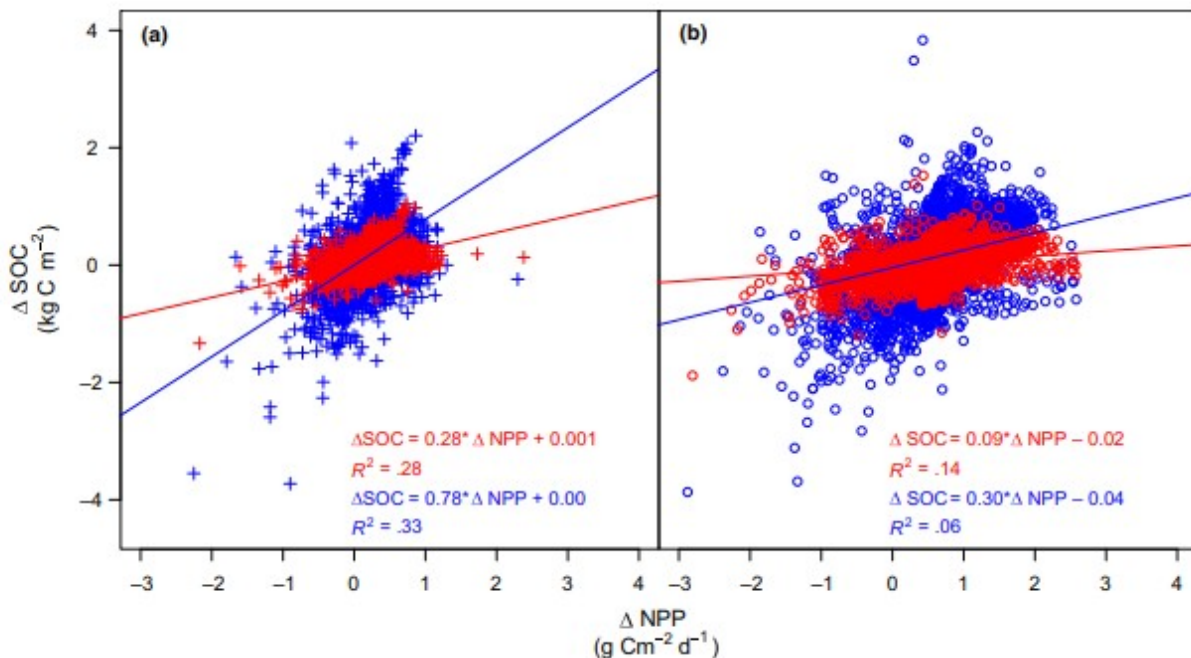 (a)
(b)
4
2
0
−2
−4
Δ SOC
(kg C m⁻²)
ΔSOC = 0.28* Δ NPP + 0.001
R² = .28
ΔSOC = 0.78* Δ NPP + 0.00
R² = .33
Δ SOC = 0.09* Δ NPP − 0.02
R² = .14
Δ SOC = 0.30* Δ NPP − 0.04
R² = .06
−3 −2 −1 0 1 2 3 4
−3 −2 −1 0 1 2 3 4
Δ NPP
(g Cm⁻² d⁻¹)